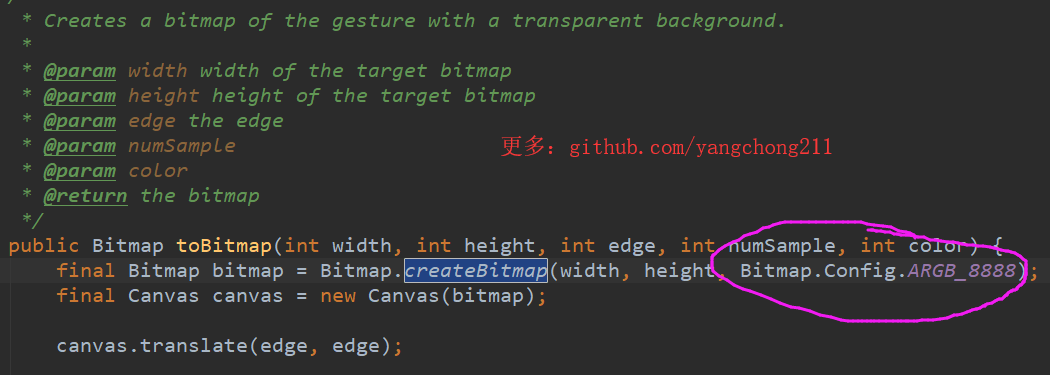 * Creates a bitmap of the gesture with a transparent background.
*
* @param width width of the target bitmap
* @param height height of the target bitmap
* @param edge the edge
* @param numSample
* @param color
* @return the bitmap
*/
更多：github.com/yangchong211
public Bitmap toBitmap(int width, int height, int edge, int numSample, int color) {
final Bitmap bitmap = Bitmap.createBitmap(width, height, Bitmap.Config.ARGB_8888);
final Canvas canvas = new Canvas(bitmap);
canvas.translate(edge, edge);